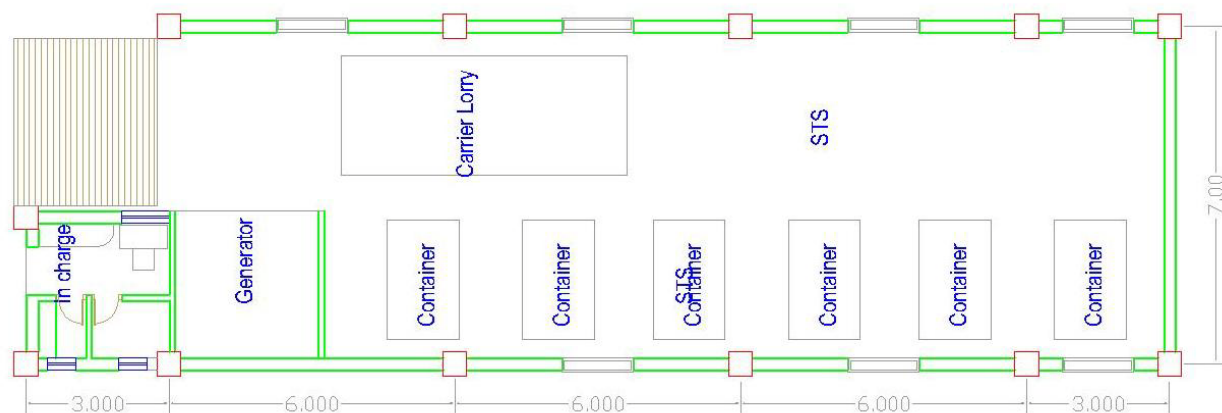 Carrier Lorry
STS
7.00
In charge
Generator
Container
Container
STS
Container
Container
Container
Container
3.000
6.000
6.000
6.000
3.000